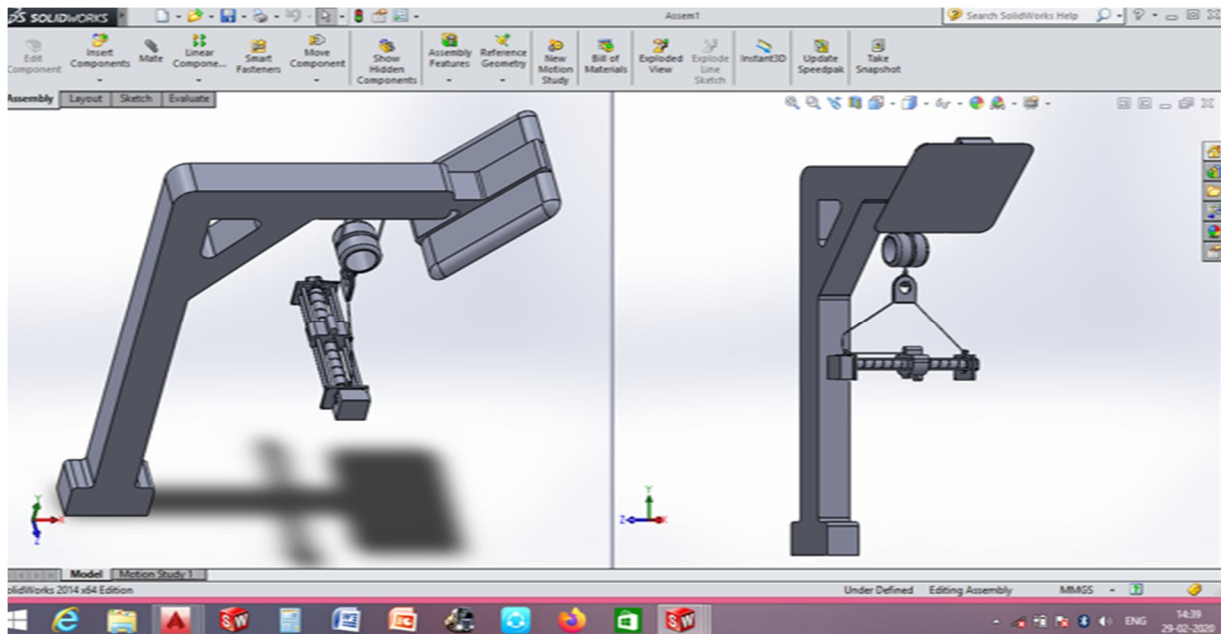 SOLIDWORKS
Assem1
Search SolidWorks Help
Edit Component
Insert Components
Mate
Linear Compone...
Smart Fasteners
Move Component
Show Hidden Components
Assembly Features
Reference Geometry
New Motion Study
Bill of Materials
Exploded View
Explode Line Sketch
Instant3D
Update Speedpak
Take Snapshot
Assembly Layout Sketch Evaluate
Y
X
Z
Y
Z
X
Model Motion Study 1
SolidWorks 2014 x64 Edition
Under Defined Editing Assembly MMGS
ENG
14:39
29-02-2020